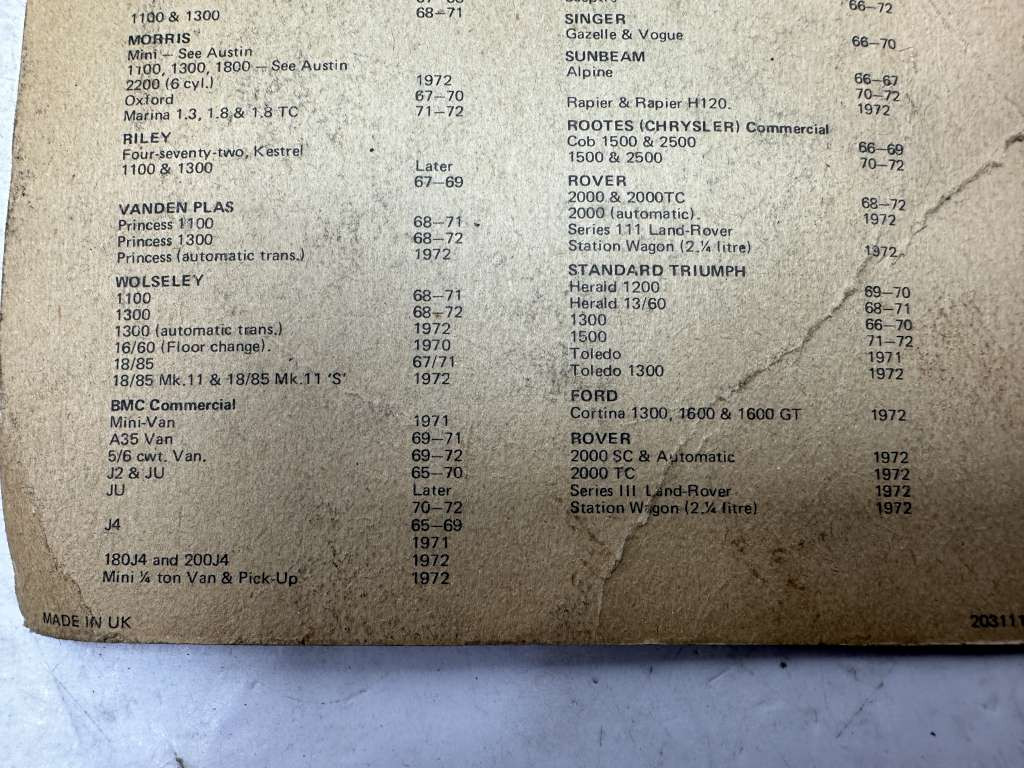 1100 & 1300 68–71
MORRIS
Mini – See Austin
1100, 1300, 1800 – See Austin
2200 (6 cyl.) 1972
Oxford 67–70
Marina 1.3, 1.8 & 1.8 TC 71–72
RILEY
Four-seventy-two, Kestrel
1100 & 1300 Later
67–69
VANDEN PLAS
Princess 1100 68–71
Princess 1300 68–72
Princess (automatic trans.) 1972
WOLSELEY
1100 68–71
1300 68–72
1300 (automatic trans.) 1972
16/60 (Floor change). 1970
18/85 67/71
18/85 Mk.11 & 18/85 Mk.11 'S' 1972
BMC Commercial
Mini-Van 1971
A35 Van 69–71
5/6 cwt. Van. 69–72
J2 & JU 65–70
JU Later
70–72
J4 65–69
1971
180J4 and 200J4 1972
Mini ¼ ton Van & Pick-Up 1972
MADE IN UK
66–72
SINGER
Gazelle & Vogue 66–70
SUNBEAM
Alpine 66–67
70–72
Rapier & Rapier H120. 1972
ROOTES (CHRYSLER) Commercial
Cob 1500 & 2500 66–69
1500 & 2500 70–72
ROVER
2000 & 2000TC 68–72
2000 (automatic). 1972
Series 111 Land-Rover
Station Wagon (2.¼ litre) 1972
STANDARD TRIUMPH
Herald 1200 69–70
Herald 13/60 68–71
1300 66–70
1500 71–72
Toledo 1971
Toledo 1300 1972
FORD
Cortina 1300, 1600 & 1600 GT 1972
ROVER
2000 SC & Automatic 1972
2000 TC 1972
Series III Land-Rover 1972
Station Wagon (2.¼ litre) 1972
203111